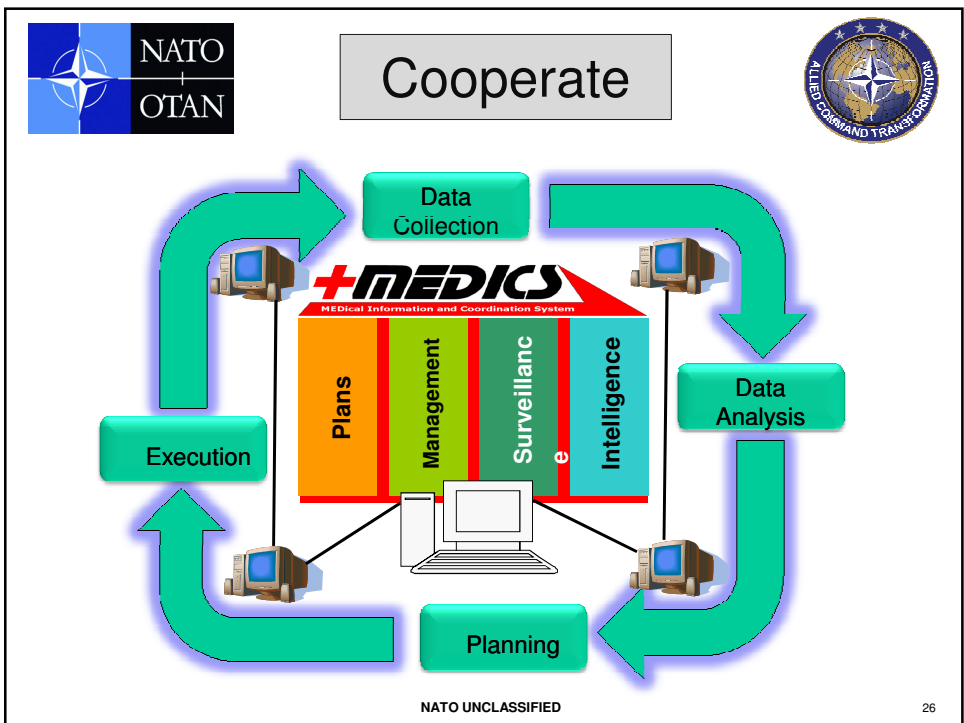 NATO
OTAN
Cooperate
ALLIED COMMAND TRANSFORMATION
Data
Collection
+MEDICS
MEDical Information and Coordination System
Plans
Management
Surveillanc
e
Intelligence
Data
Analysis
Execution
Planning
NATO UNCLASSIFIED
26